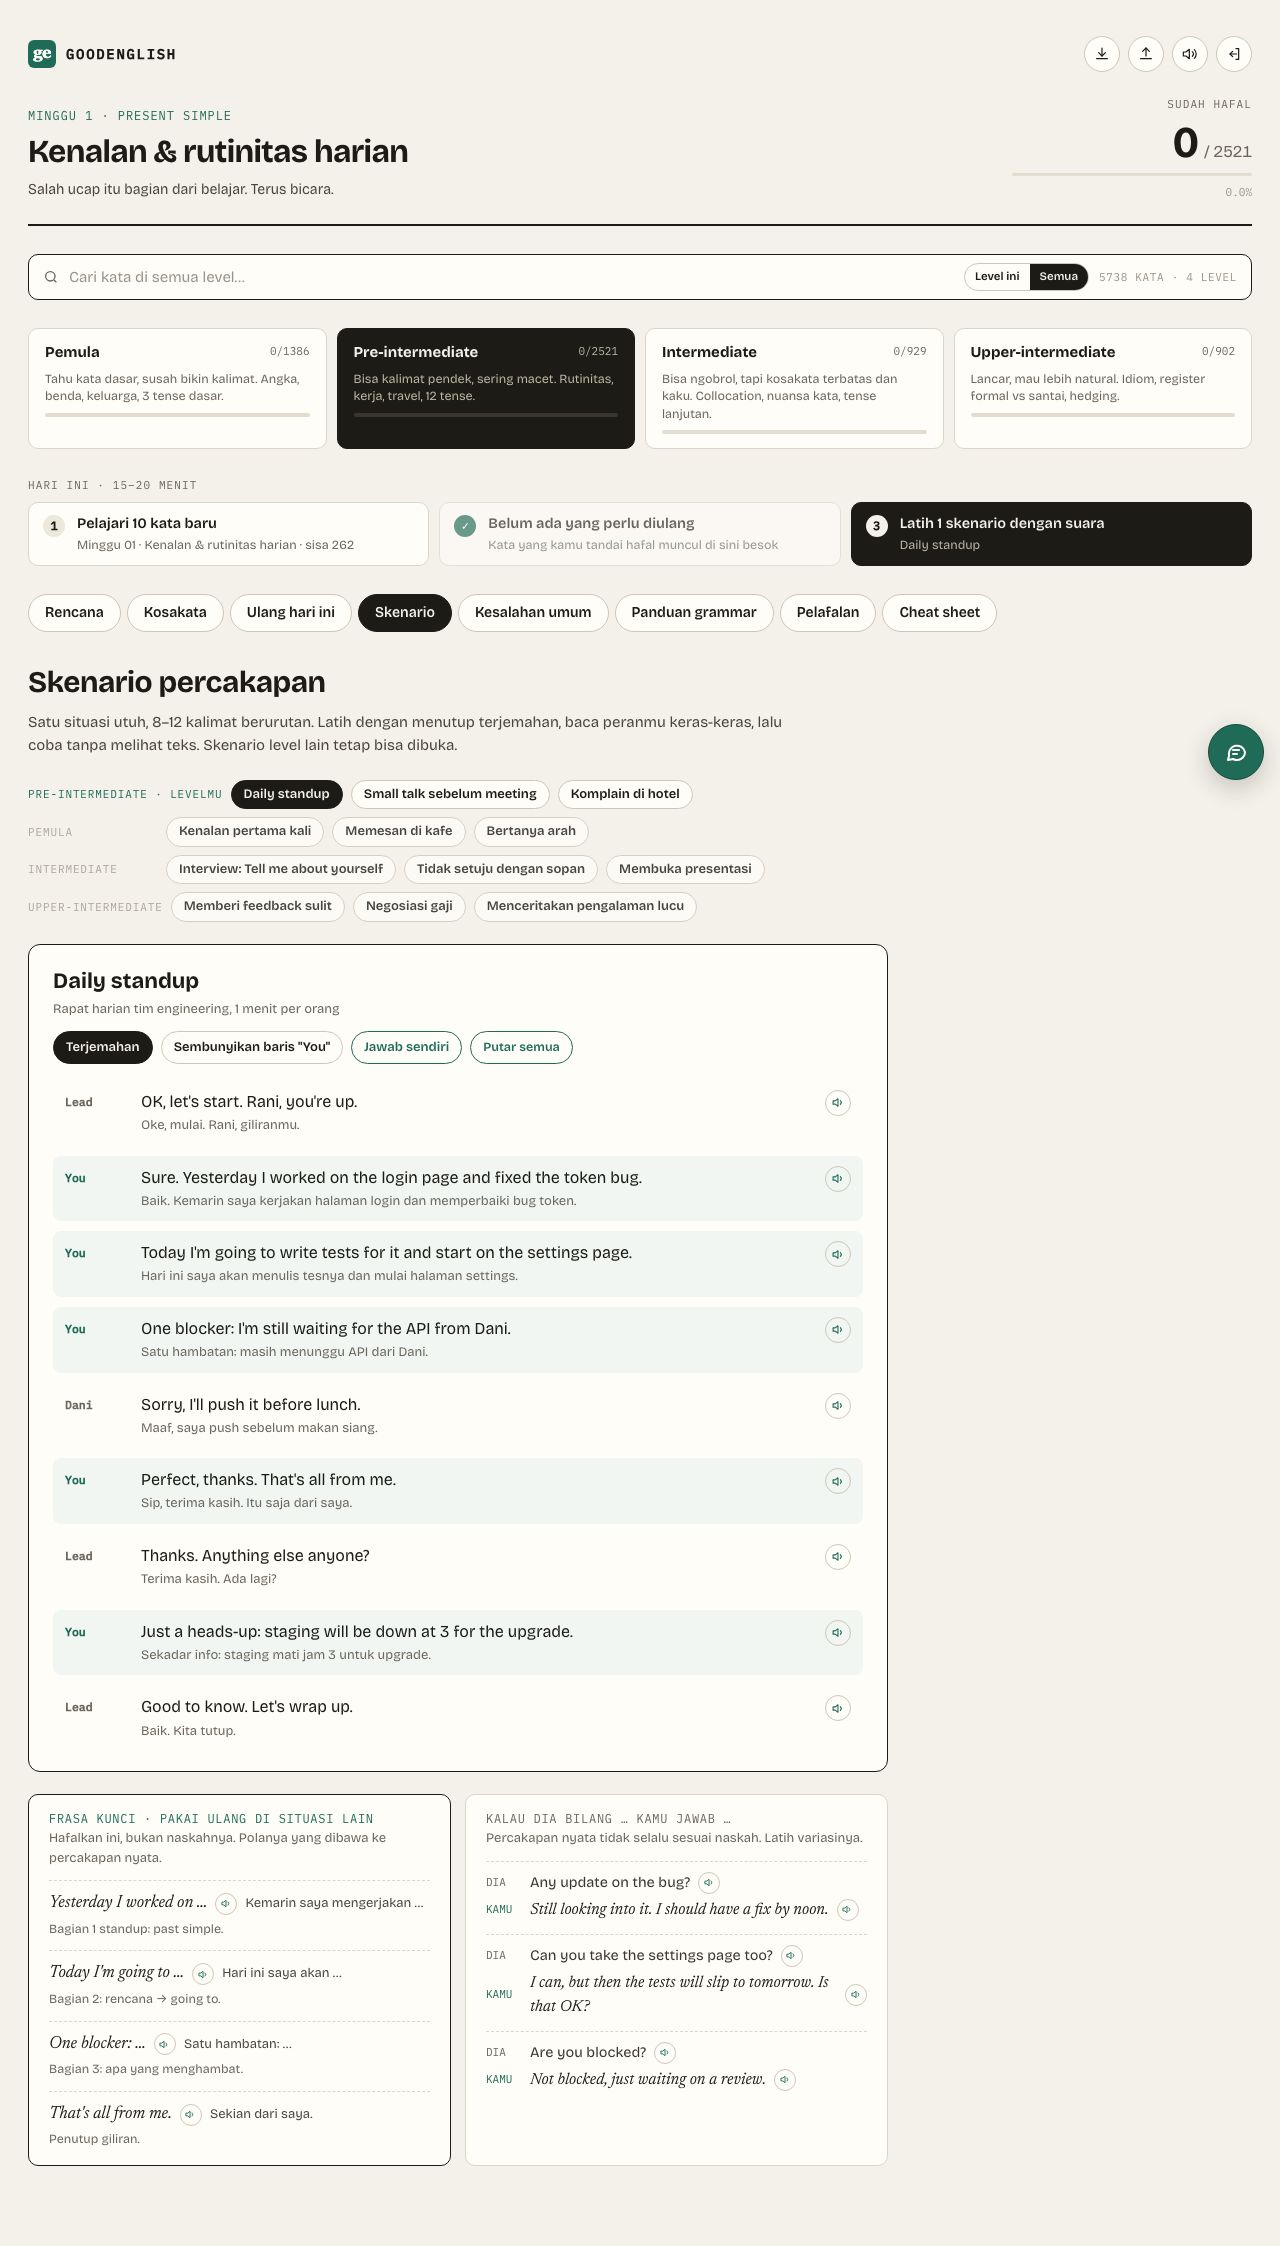 ge GOODENGLISH
MINGGU 1 · PRESENT SIMPLE
Kenalan & rutinitas harian
Salah ucap itu bagian dari belajar. Terus bicara.
SUDAH HAFAL
0 / 2521
0.0%
Cari kata di semua level...
Level ini Semua 5738 KATA · 4 LEVEL
Pemula 0/1386
Tahu kata dasar, susah bikin kalimat. Angka,
benda, keluarga, 3 tense dasar.
Pre-intermediate 0/2521
Bisa kalimat pendek, sering macet. Rutinitas,
kerja, travel, 12 tense.
Intermediate 0/929
Bisa ngobrol, tapi kosakata terbatas dan
kaku. Collocation, nuansa kata, tense
lanjutan.
Upper-intermediate 0/902
Lancar, mau lebih natural. Idiom, register
formal vs santai, hedging.
HARI INI · 15–20 MENIT
1 Pelajari 10 kata baru
Minggu 01 · Kenalan & rutinitas harian · sisa 262
✓ Belum ada yang perlu diulang
Kata yang kamu tandai hafal muncul di sini besok
3 Latih 1 skenario dengan suara
Daily standup
Rencana Kosakata Ulang hari ini Skenario Kesalahan umum Panduan grammar Pelafalan Cheat sheet
Skenario percakapan
Satu situasi utuh, 8–12 kalimat berurutan. Latih dengan menutup terjemahan, baca peranmu keras-keras, lalu
coba tanpa melihat teks. Skenario level lain tetap bisa dibuka.
PRE-INTERMEDIATE · LEVELMU Daily standup Small talk sebelum meeting Komplain di hotel
PEMULA Kenalan pertama kali Memesan di kafe Bertanya arah
INTERMEDIATE Interview: Tell me about yourself Tidak setuju dengan sopan Membuka presentasi
UPPER-INTERMEDIATE Memberi feedback sulit Negosiasi gaji Menceritakan pengalaman lucu
Daily standup
Rapat harian tim engineering, 1 menit per orang
Terjemahan Sembunyikan baris "You" Jawab sendiri Putar semua
Lead OK, let's start. Rani, you're up.
Oke, mulai. Rani, giliranmu.
You Sure. Yesterday I worked on the login page and fixed the token bug.
Baik. Kemarin saya kerjakan halaman login dan memperbaiki bug token.
You Today I'm going to write tests for it and start on the settings page.
Hari ini saya akan menulis tesnya dan mulai halaman settings.
You One blocker: I'm still waiting for the API from Dani.
Satu hambatan: masih menunggu API dari Dani.
Dani Sorry, I'll push it before lunch.
Maaf, saya push sebelum makan siang.
You Perfect, thanks. That's all from me.
Sip, terima kasih. Itu saja dari saya.
Lead Thanks. Anything else anyone?
Terima kasih. Ada lagi?
You Just a heads-up: staging will be down at 3 for the upgrade.
Sekadar info: staging mati jam 3 untuk upgrade.
Lead Good to know. Let's wrap up.
Baik. Kita tutup.
FRASA KUNCI · PAKAI ULANG DI SITUASI LAIN
Hafalkan ini, bukan naskahnya. Polanya yang dibawa ke
percakapan nyata.
Yesterday I worked on ... Kemarin saya mengerjakan ...
Bagian 1 standup: past simple.
Today I'm going to ... Hari ini saya akan ...
Bagian 2: rencana → going to.
One blocker: ... Satu hambatan: ...
Bagian 3: apa yang menghambat.
That's all from me. Sekian dari saya.
Penutup giliran.
KALAU DIA BILANG … KAMU JAWAB …
Percakapan nyata tidak selalu sesuai naskah. Latih variasinya.
DIA Any update on the bug?
KAMU Still looking into it. I should have a fix by noon.
DIA Can you take the settings page too?
KAMU I can, but then the tests will slip to tomorrow. Is
that OK?
DIA Are you blocked?
KAMU Not blocked, just waiting on a review.